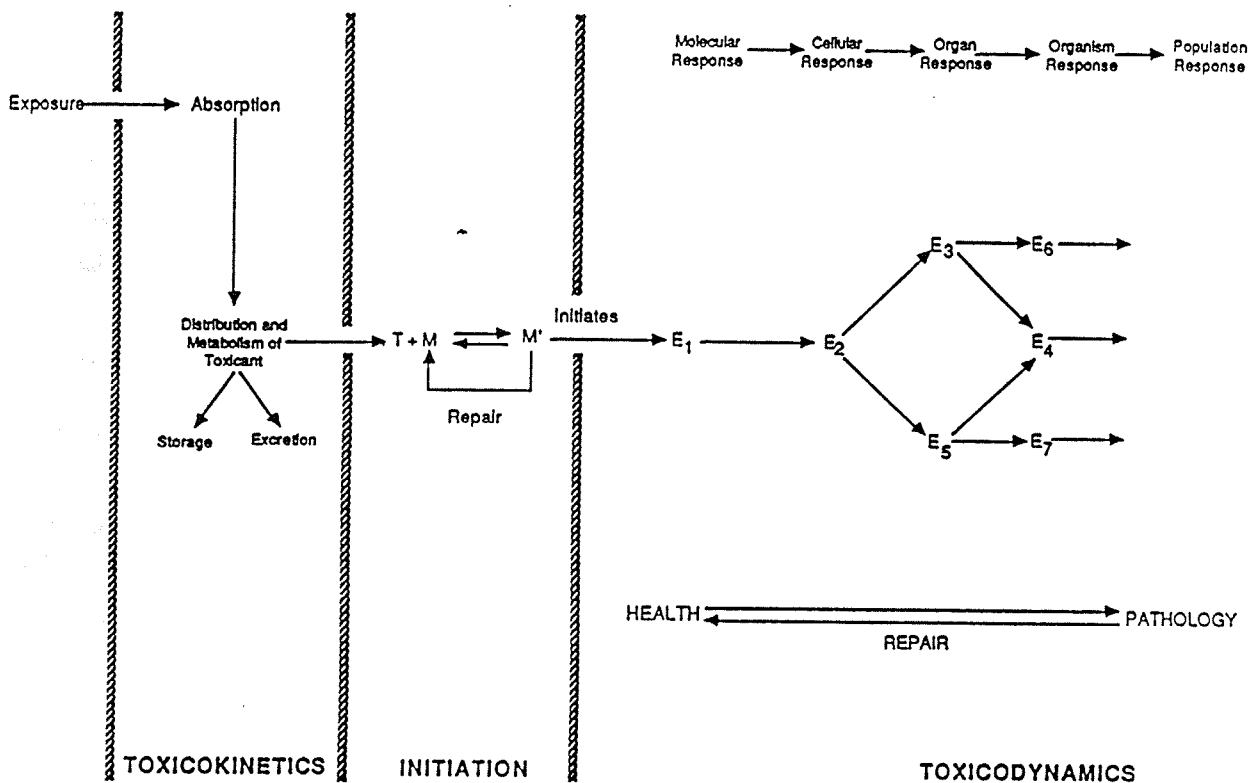 Molecular Response
Cellular Response
Organ Response
Organism Response
Population Response
Exposure
Absorption
Distribution and
Metabolism of
Toxicant
Storage
Excretion
T + M
M'
Repair
Initiates
E1
E2
E3
E6
E4
E5
E7
HEALTH
PATHOLOGY
REPAIR
TOXICOKINETICS
INITIATION
TOXICODYNAMICS